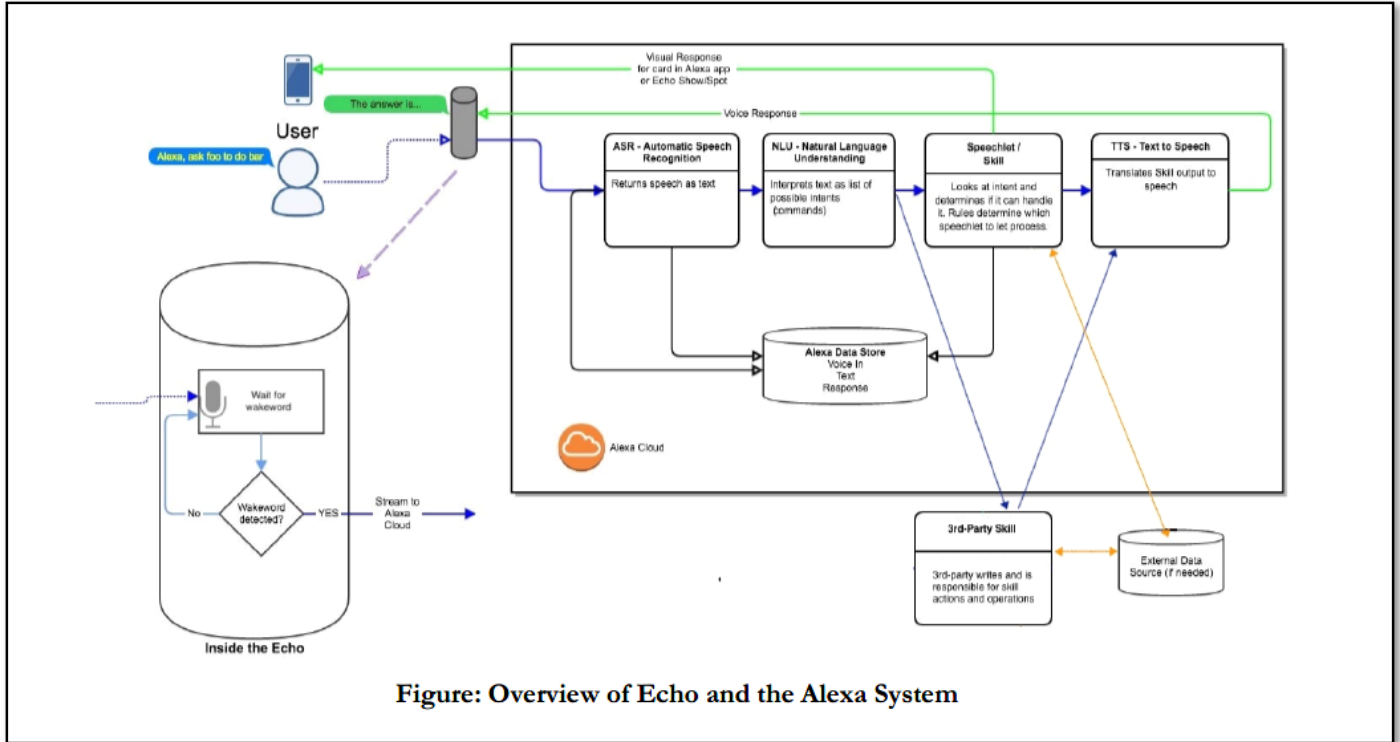 Visual Response
for card in Alexa app
or Echo Show/Spot
The answer is...
Voice Response
User
Alexa, ask foo to do bar
ASR - Automatic Speech
Recognition
Returns speech as text
NLU - Natural Language
Understanding
Interprets text as list of
possible intents
(commands)
Speechlet /
Skill
Looks at intent and
determines if it can handle
it. Rules determine which
speechlet to let process.
TTS - Text to Speech
Translates Skill output to
speech
Alexa Data Store
Voice In
Text
Response
Alexa Cloud
Wait for
wakeword
Wakeword
detected?
No
YES
Stream to
Alexa
Cloud
Inside the Echo
3rd-Party Skill
3rd-party writes and is
responsible for skill
actions and operations
External Data
Source (if needed)
Figure: Overview of Echo and the Alexa System